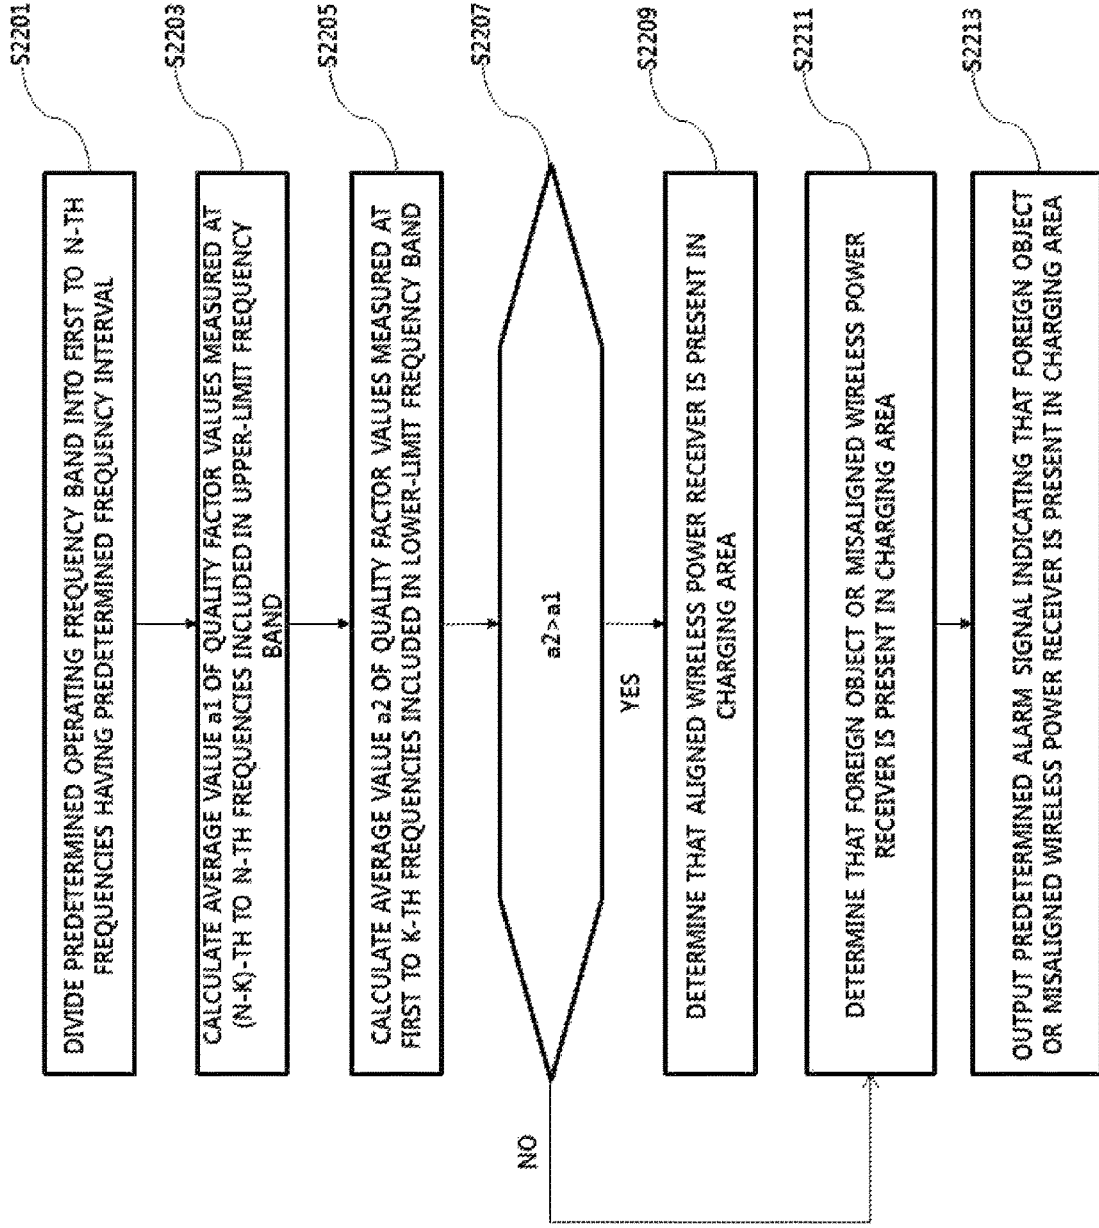 DIVIDE PREDETERMINED OPERATING FREQUENCY BAND INTO FIRST TO N-TH
FREQUENCIES HAVING PREDETERMINED FREQUENCY INTERVAL
S2201
CALCULATE AVERAGE VALUE a1 OF QUALITY FACTOR VALUES MEASURED AT
(N-K)-TH TO N-TH FREQUENCIES INCLUDED IN UPPER-LIMIT FREQUENCY
BAND
S2203
CALCULATE AVERAGE VALUE a2 OF QUALITY FACTOR VALUES MEASURED AT
FIRST TO K-TH FREQUENCIES INCLUDED IN LOWER-LIMIT FREQUENCY BAND
S2205
a2>a1
S2207
NO
YES
DETERMINE THAT ALIGNED WIRELESS POWER RECEIVER IS PRESENT IN
CHARGING AREA
S2209
DETERMINE THAT FOREIGN OBJECT OR MISALIGNED WIRELESS POWER
RECEIVER IS PRESENT IN CHARGING AREA
S2211
OUTPUT PREDETERMINED ALARM SIGNAL INDICATING THAT FOREIGN OBJECT
OR MISALIGNED WIRELESS POWER RECEIVER IS PRESENT IN CHARGING AREA
S2213